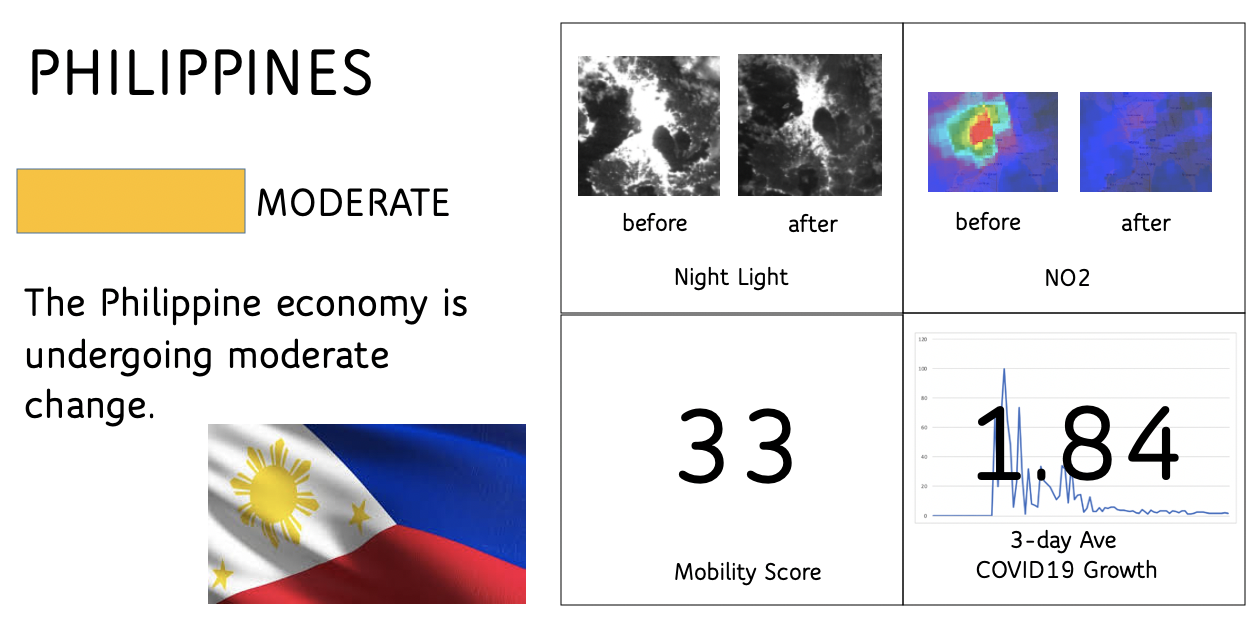 PHILIPPINES
MODERATE
The Philippine economy is
undergoing moderate
change.
before
after
Night Light
before
after
NO2
33
Mobility Score
120
100
80
60
40
20
0
1.84
3-day Ave
COVID19 Growth